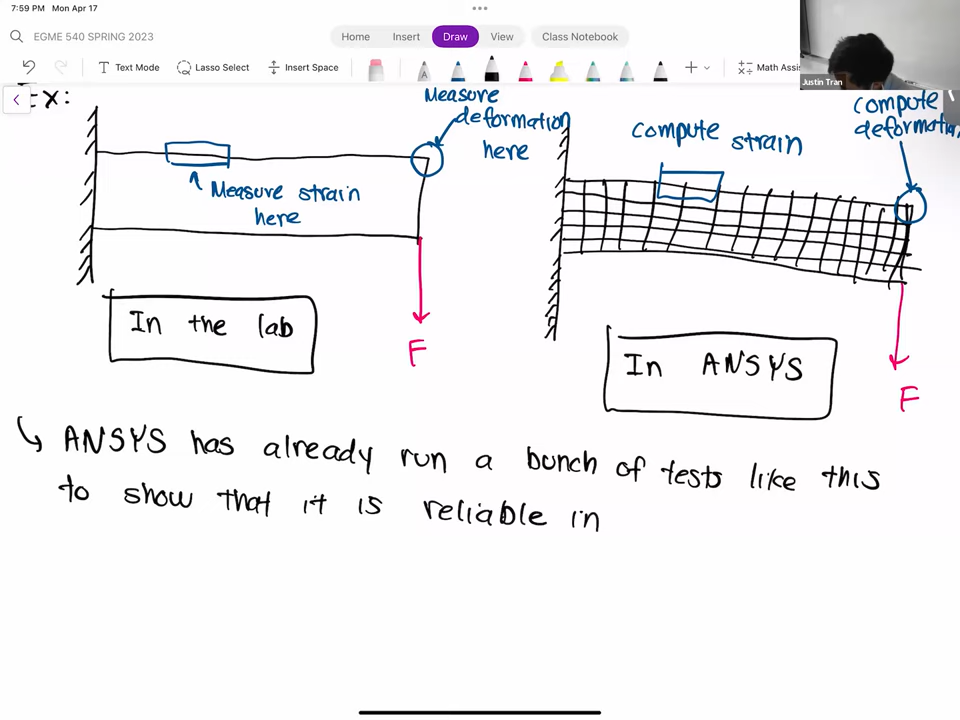 7:59 PM Mon Apr 17
EGME 540 SPRING 2023
Home Insert Draw View Class Notebook
Text Mode Lasso Select Insert Space Math Assis
Justin Tran
Ex:
Measure
deformation
here
Measure strain
here
In the lab
F
compute strain
compute
deformation
In ANSYS
F
ANSYS has already run a bunch of tests like this
to show that it is reliable in